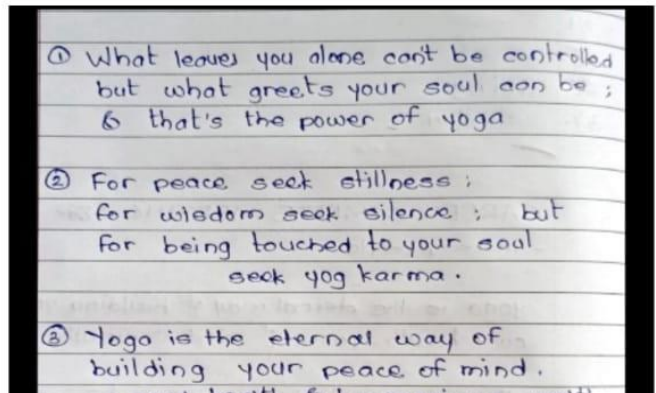 ① What leaves you alone can't be controlled
but what greets your soul can be ;
& that's the power of yoga
② For peace seek stillness ;
for wisdom seek silence ; but
for being touched to your soul
seek yog karma .
③ Yoga is the eternal way of
building your peace of mind .